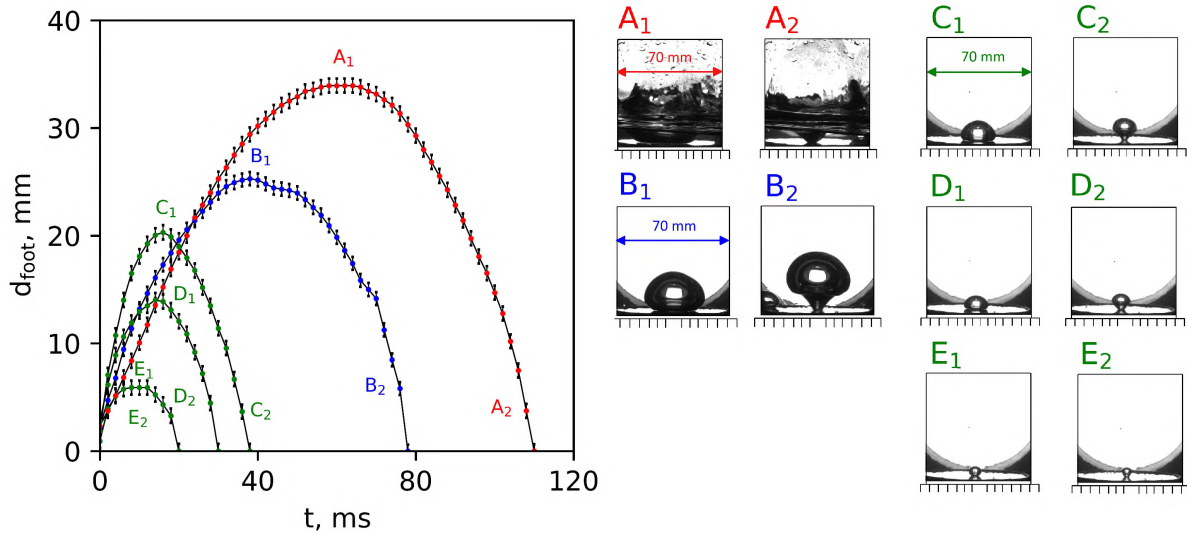 40
30
20
10
0
d_foot, mm
0
40
80
120
t, ms
A₁
B₁
C₁
D₁
E₁
E₂
D₂
C₂
B₂
A₂
A₁
A₂
C₁
C₂
70 mm
70 mm
B₁
B₂
D₁
D₂
70 mm
E₁
E₂